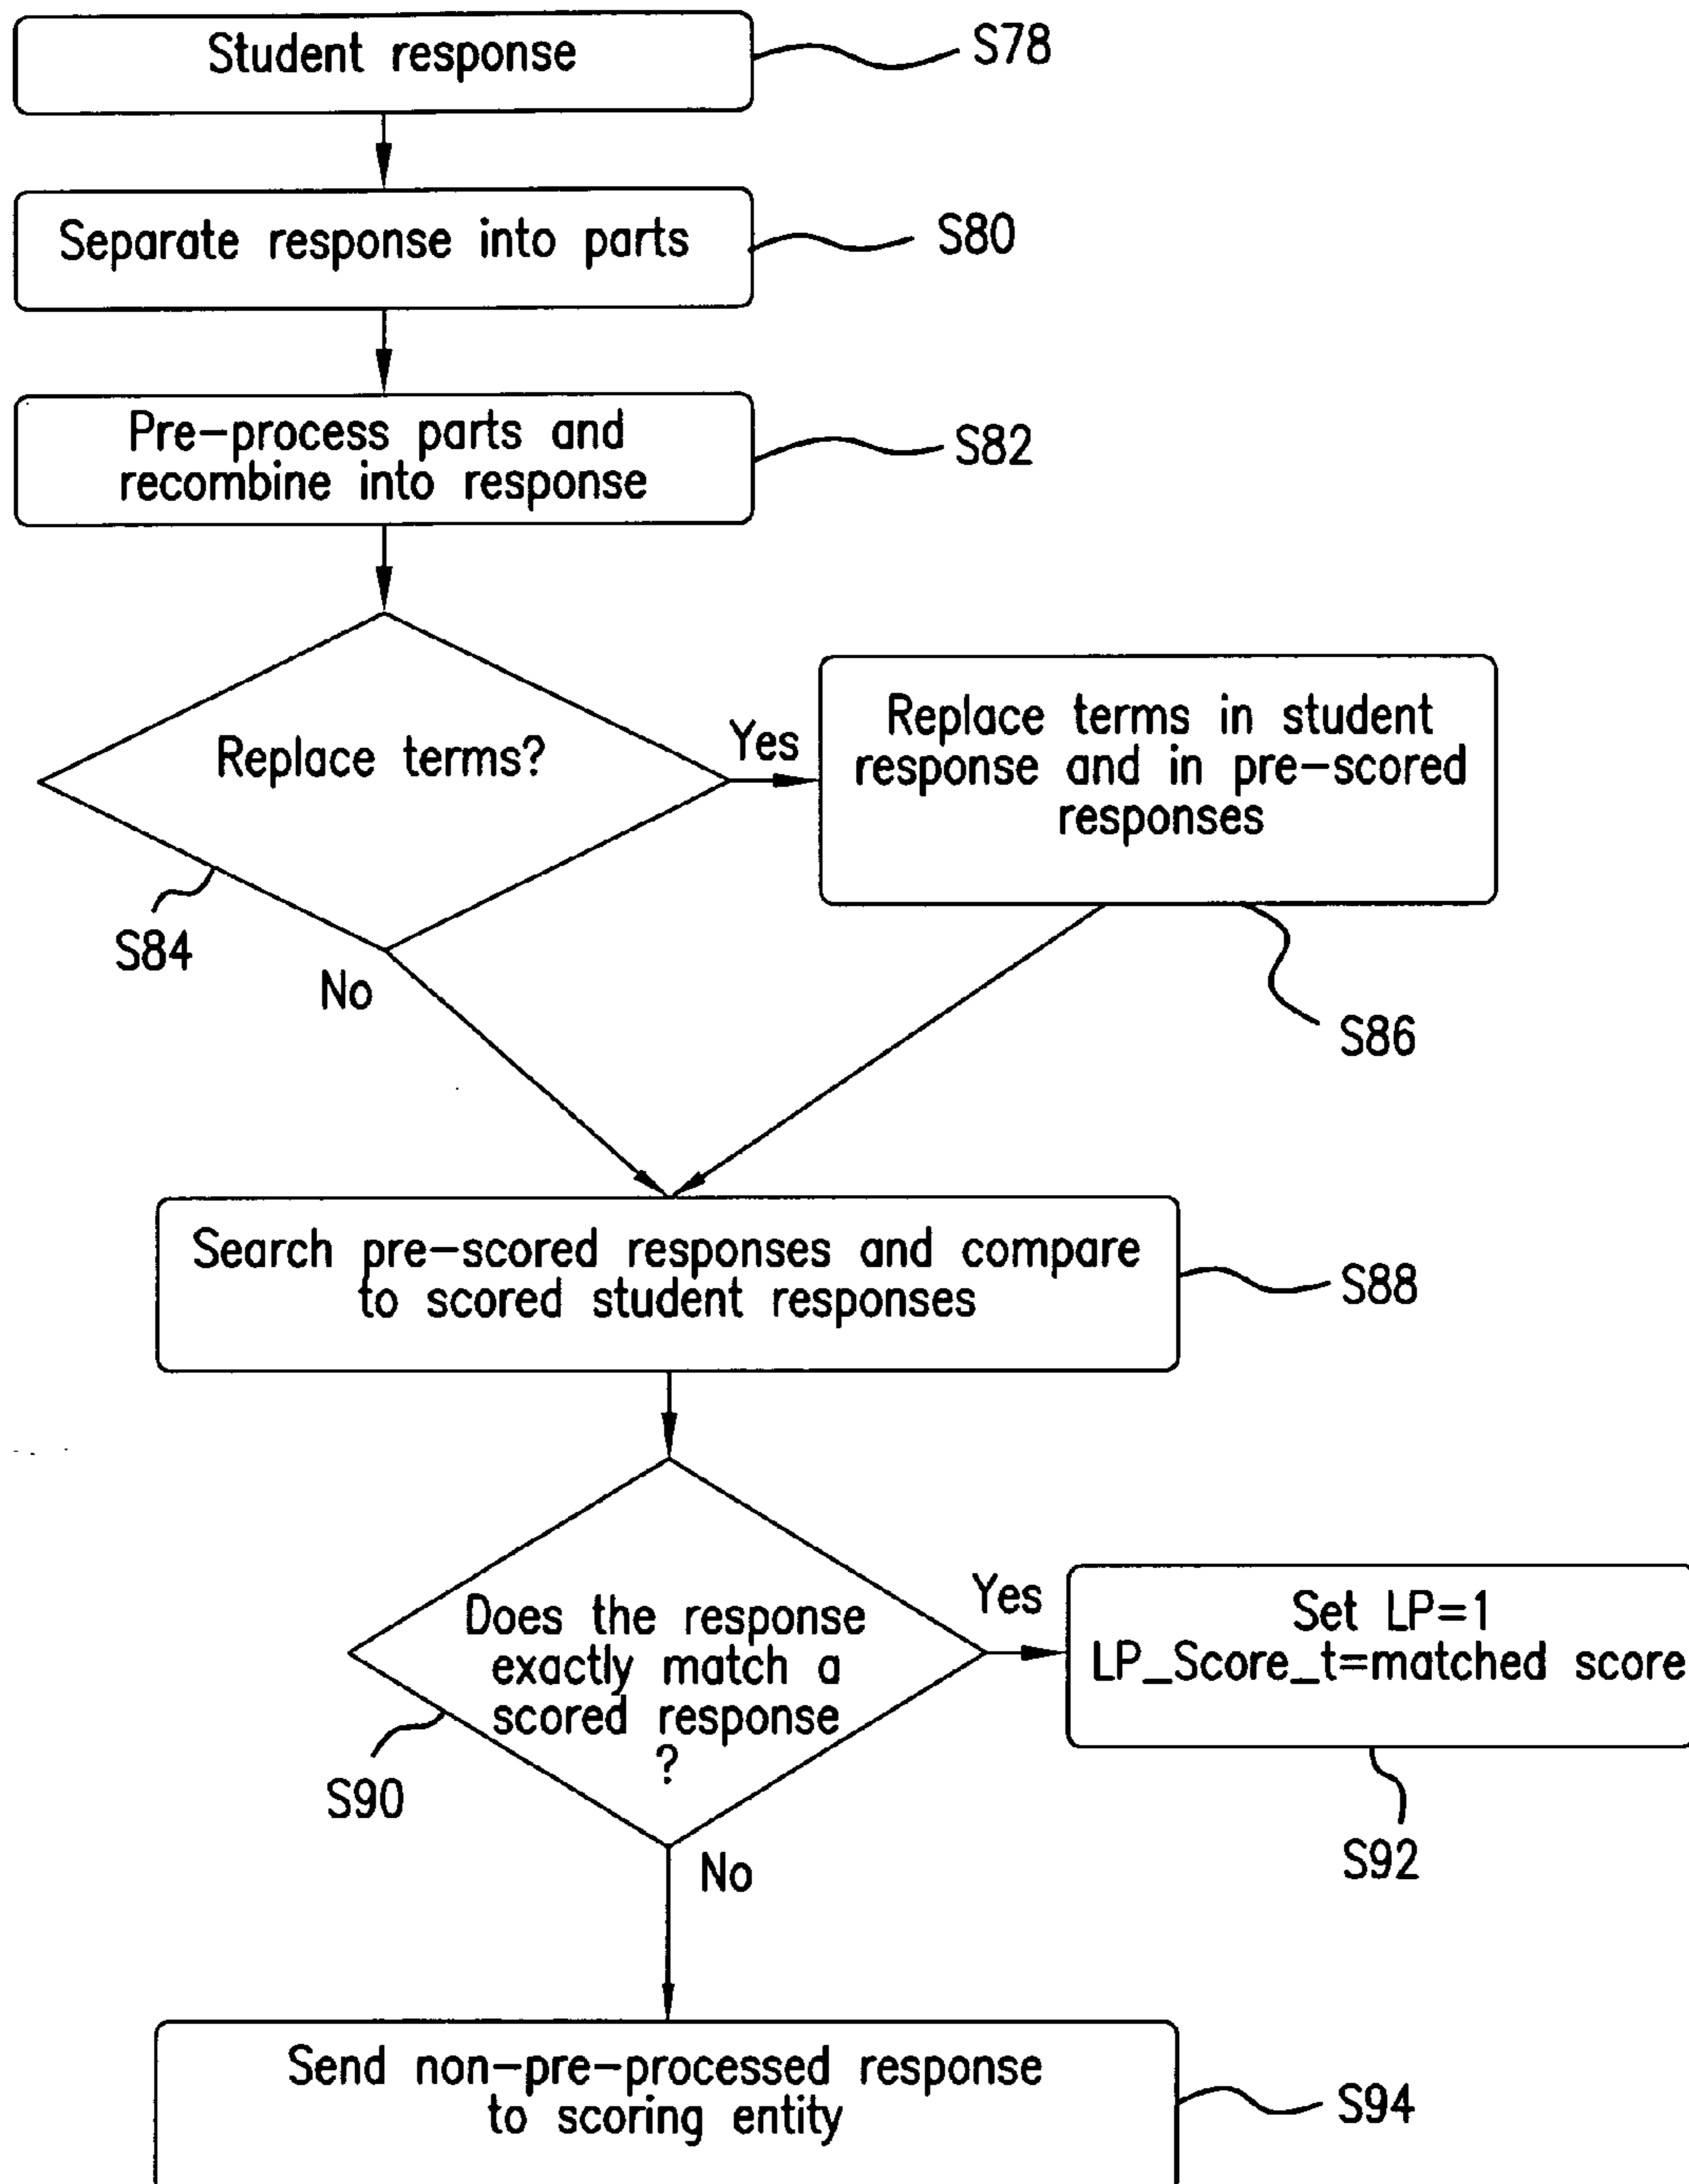 Student response
S78
Separate response into parts
S80
Pre-process parts and
recombine into response
S82
Replace terms?
S84
Yes
No
Replace terms in student
response and in pre-scored
responses
S86
Search pre-scored responses and compare
to scored student responses
S88
Does the response
exactly match a
scored response
?
S90
Yes
No
Set LP=1
LP_Score_t=matched score
S92
Send non-pre-processed response
to scoring entity
S94